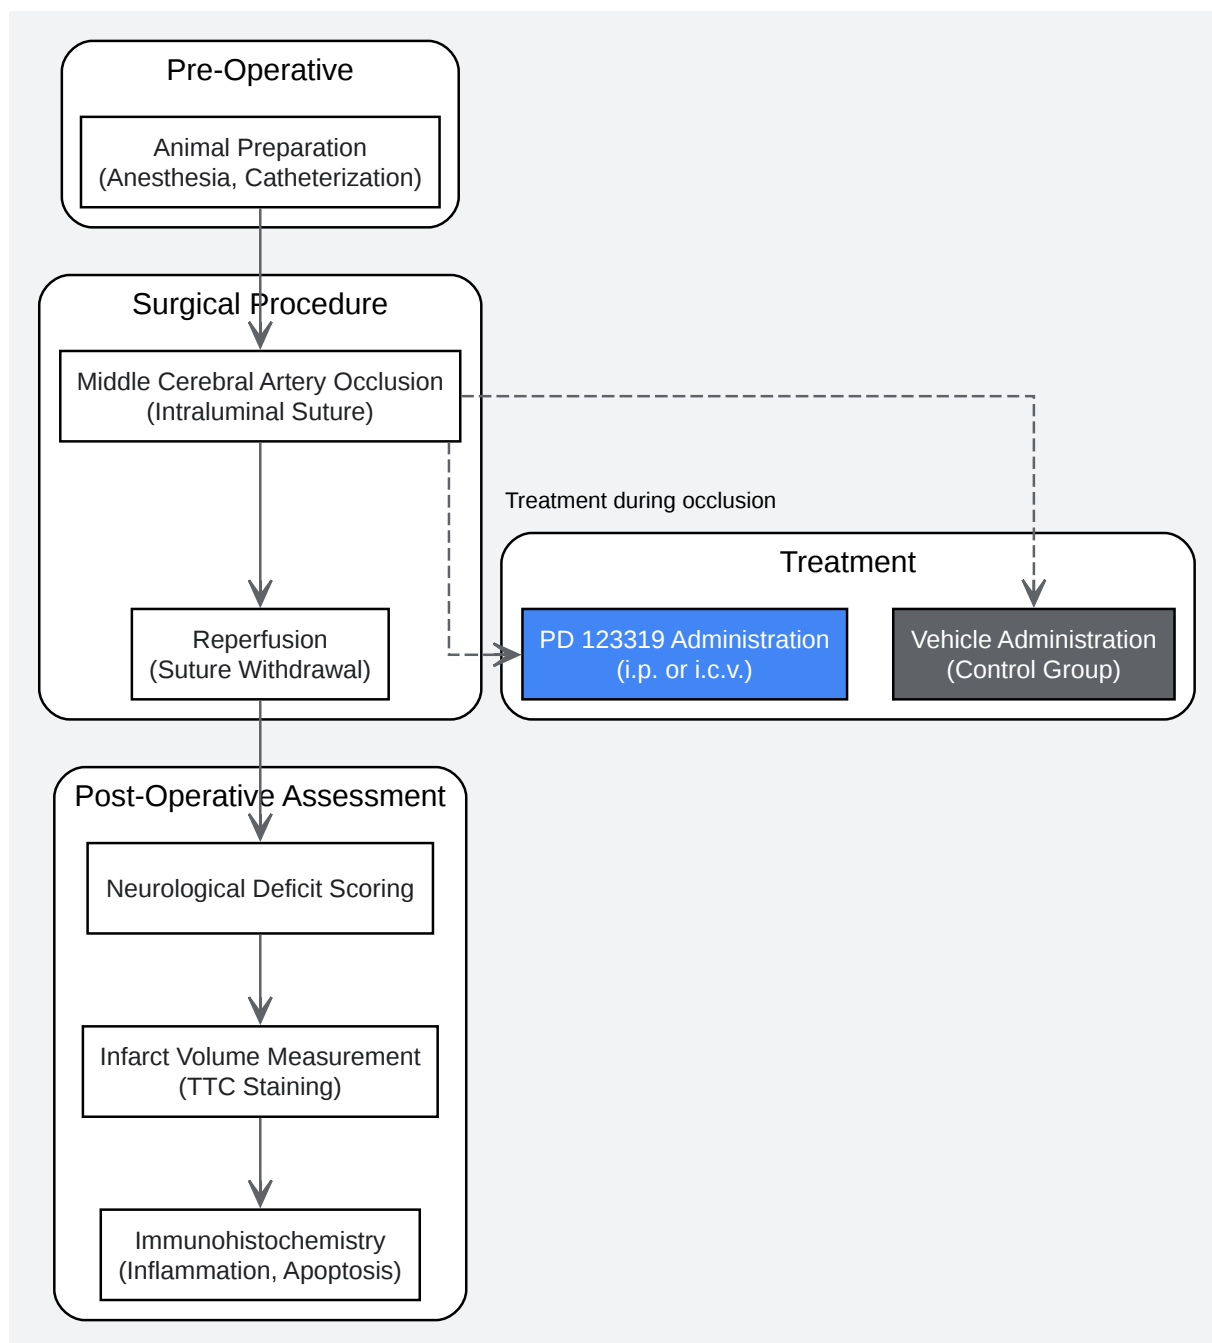 Pre-Operative
Animal Preparation
(Anesthesia, Catheterization)
Surgical Procedure
Middle Cerebral Artery Occlusion
(Intraluminal Suture)
Treatment during occlusion
Treatment
Reperfusion
(Suture Withdrawal)
PD 123319 Administration
(i.p. or i.c.v.)
Vehicle Administration
(Control Group)
Post-Operative Assessment
Neurological Deficit Scoring
Infarct Volume Measurement
(TTC Staining)
Immunohistochemistry
(Inflammation, Apoptosis)